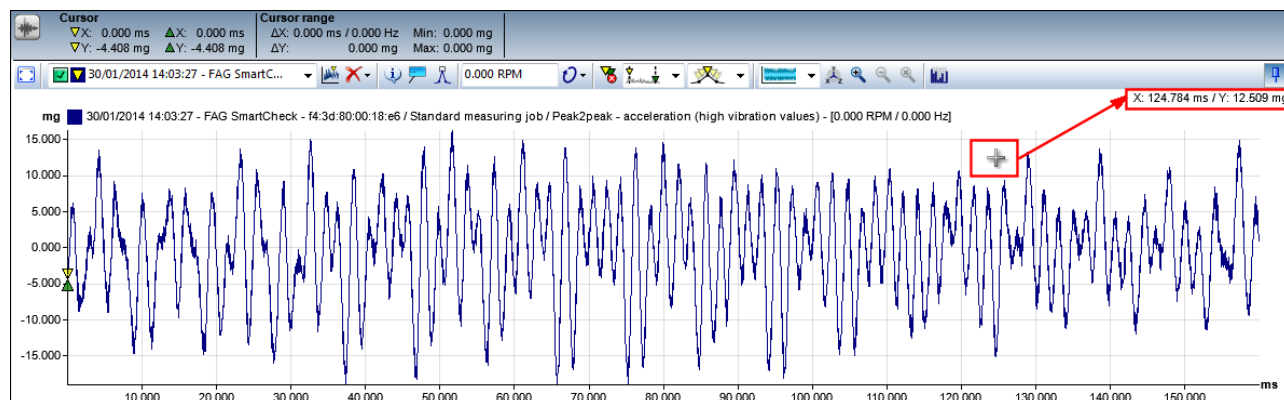 Cursor
X: 0.000 ms ΔX: 0.000 ms
Y: -4.408 mg ΔY: -4.408 mg
Cursor range
ΔX: 0.000 ms / 0.000 Hz Min: 0.000 mg
ΔY: 0.000 mg Max: 0.000 mg
30/01/2014 14:03:27 - FAG SmartC... 0.000 RPM
X: 124.784 ms / Y: 12.509 mg
mg 30/01/2014 14:03:27 - FAG SmartCheck - f4:3d:80:00:18:e6 / Standard measuring job / Peak2peak - acceleration (high vibration values) - [0.000 RPM / 0.000 Hz]
15.000
10.000
5.000
0.000
-5.000
-10.000
-15.000
10.000 20.000 30.000 40.000 50.000 60.000 70.000 80.000 90.000 100.000 110.000 120.000 130.000 140.000 150.000 ms